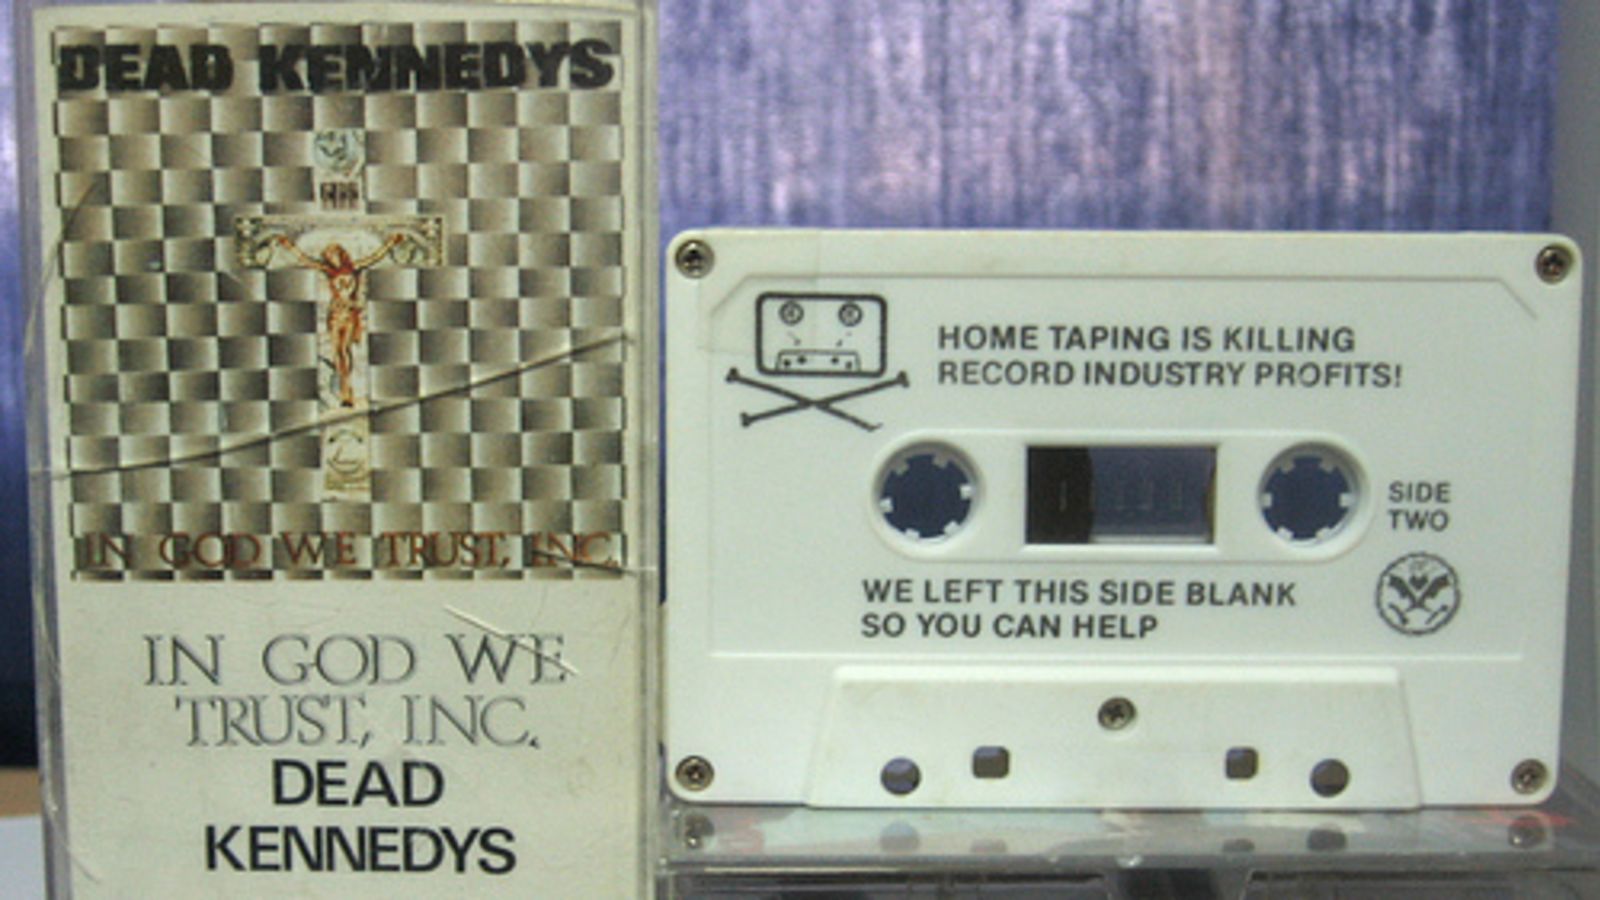 DEAD KENNEDYS
IN GOD WE TRUST, INC.
IN GOD WE
TRUST, INC.
DEAD
KENNEDYS
HOME TAPING IS KILLING
RECORD INDUSTRY PROFITS!
SIDE
TWO
WE LEFT THIS SIDE BLANK
SO YOU CAN HELP